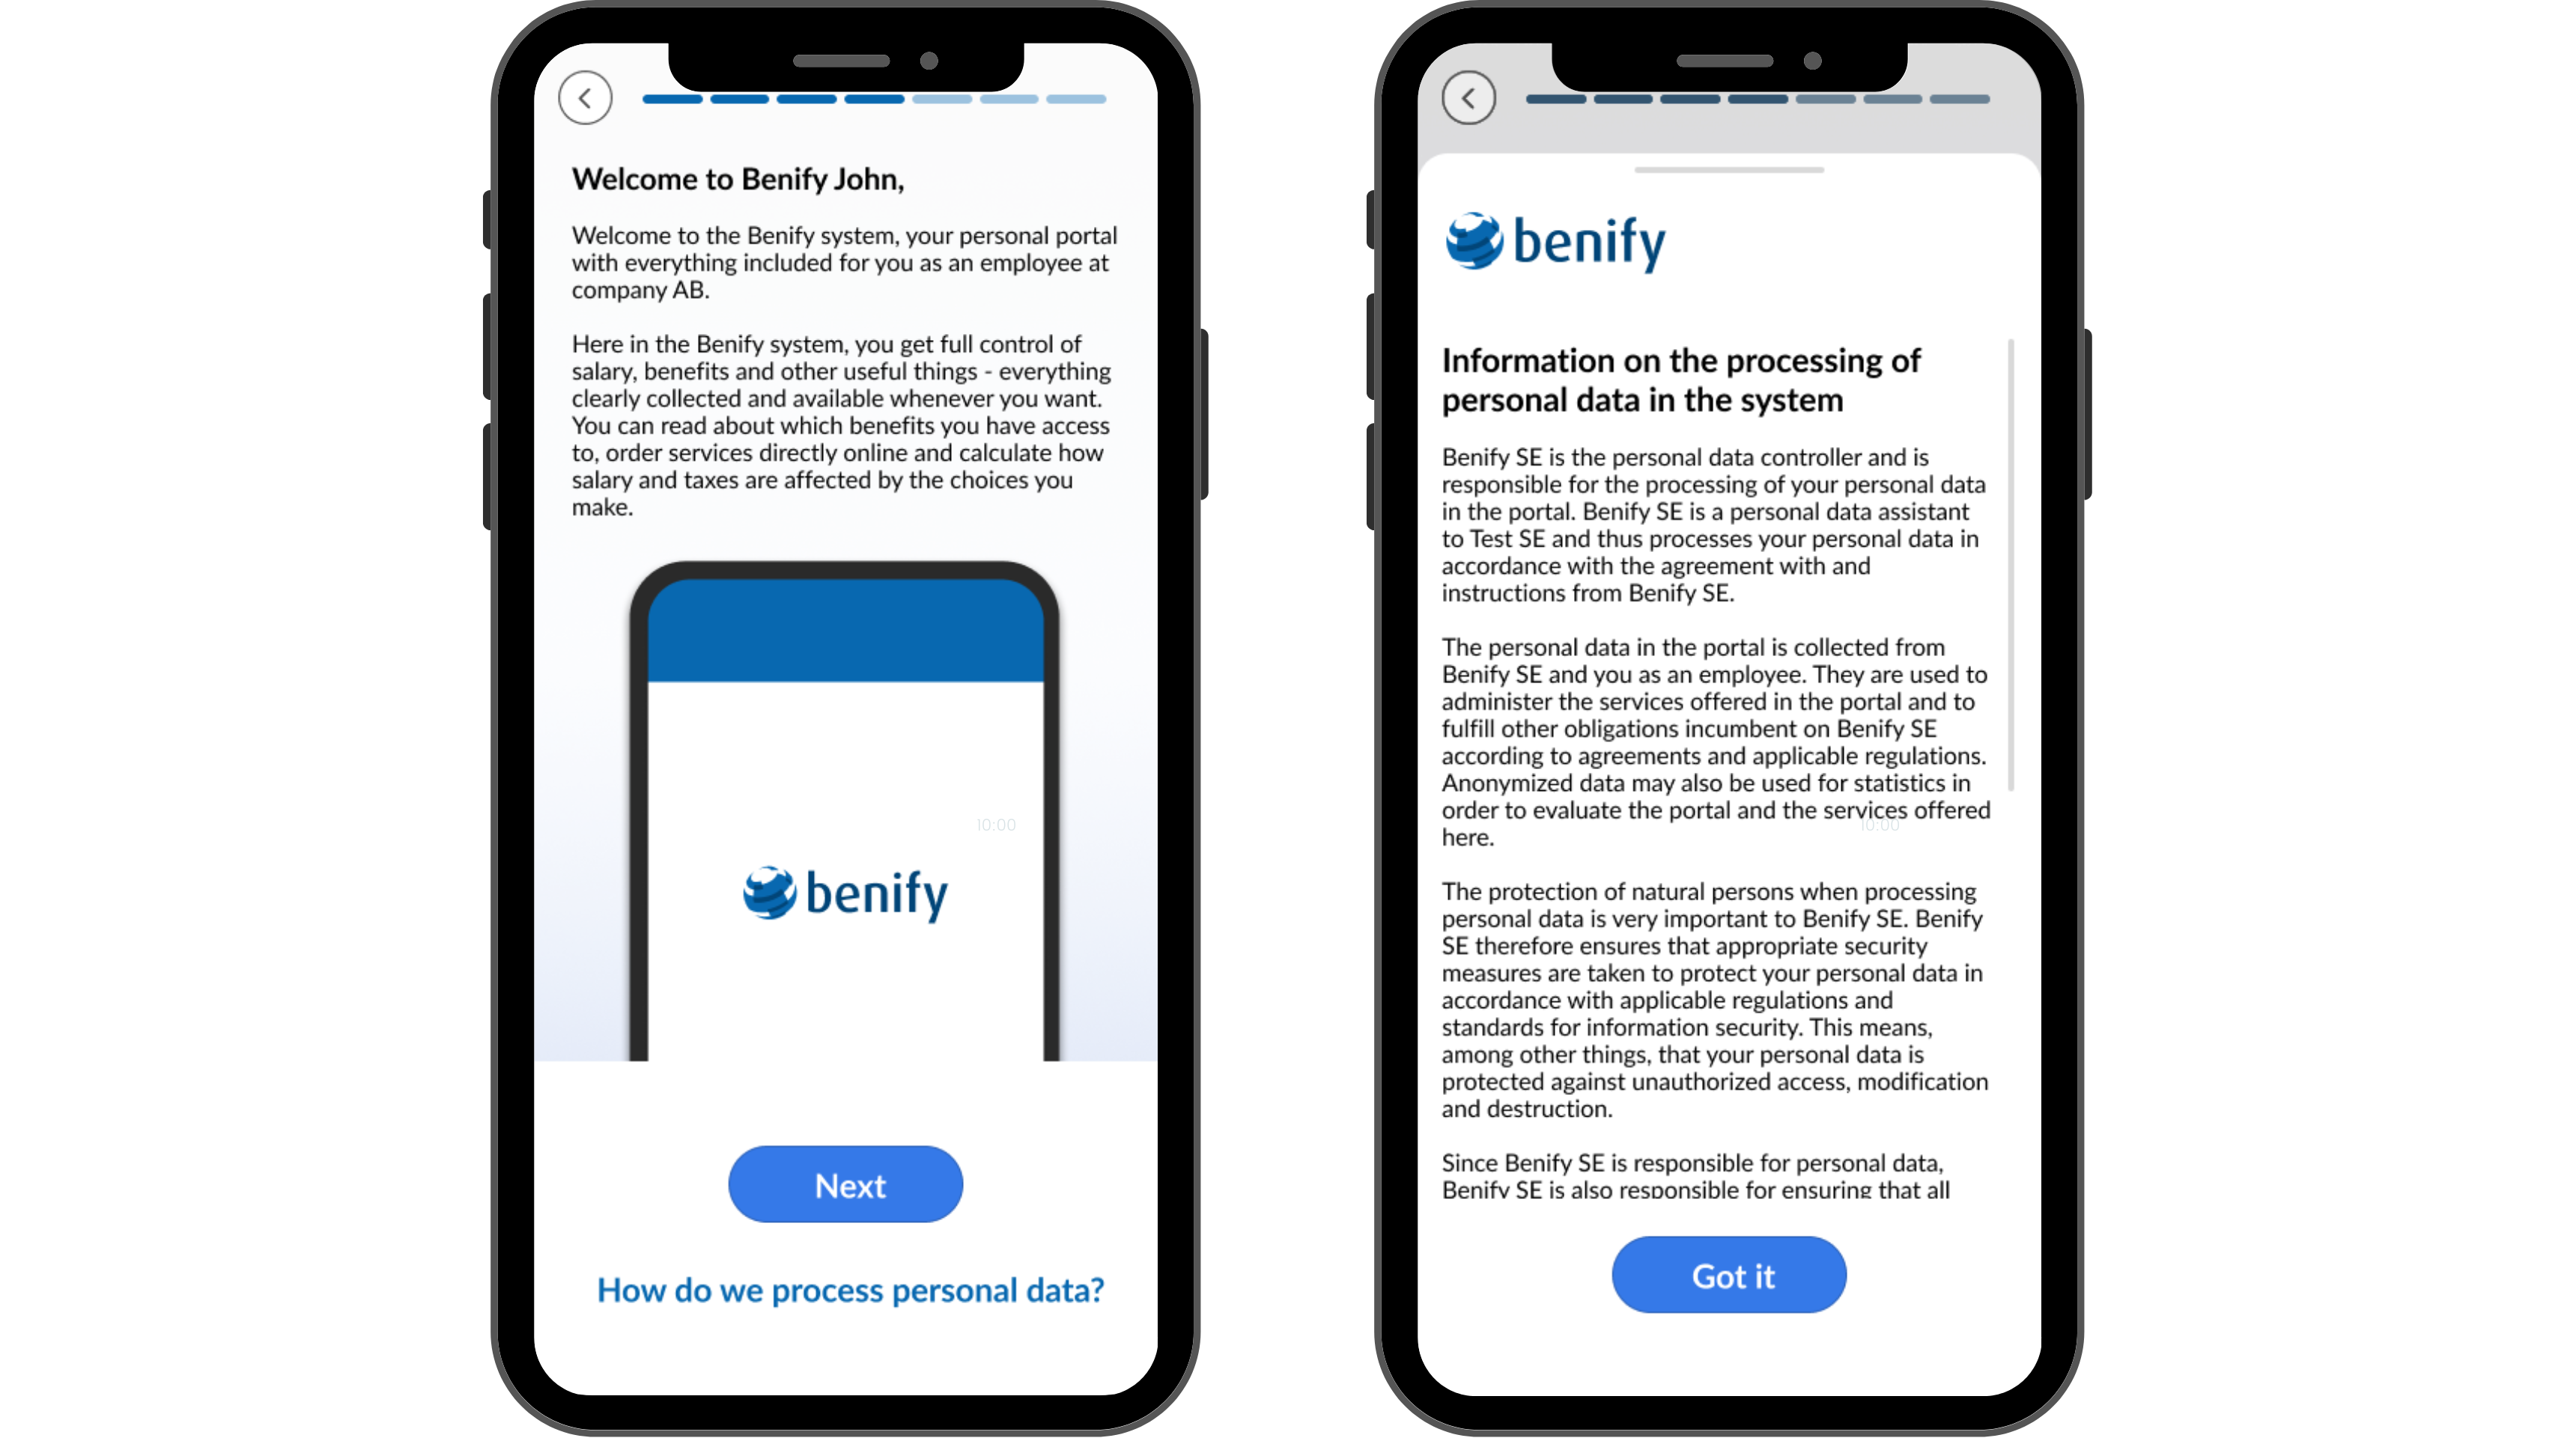 Welcome to Benify John,
Welcome to the Benify system, your personal portal
with everything included for you as an employee at
company AB.
Here in the Benify system, you get full control of
salary, benefits and other useful things - everything
clearly collected and available whenever you want.
You can read about which benefits you have access
to, order services directly online and calculate how
salary and taxes are affected by the choices you
make.
10:00
benify
Next
How do we process personal data?
benify
Information on the processing of
personal data in the system
Benify SE is the personal data controller and is
responsible for the processing of your personal data
in the portal. Benify SE is a personal data assistant
to Test SE and thus processes your personal data in
accordance with the agreement with and
instructions from Benify SE.
The personal data in the portal is collected from
Benify SE and you as an employee. They are used to
administer the services offered in the portal and to
fulfill other obligations incumbent on Benify SE
according to agreements and applicable regulations.
Anonymized data may also be used for statistics in
order to evaluate the portal and the services offered
10:00
here.
The protection of natural persons when processing
personal data is very important to Benify SE. Benify
SE therefore ensures that appropriate security
measures are taken to protect your personal data in
accordance with applicable regulations and
standards for information security. This means,
among other things, that your personal data is
protected against unauthorized access, modification
and destruction.
Since Benify SE is responsible for personal data,
Benify SE is also responsible for ensuring that all
Got it